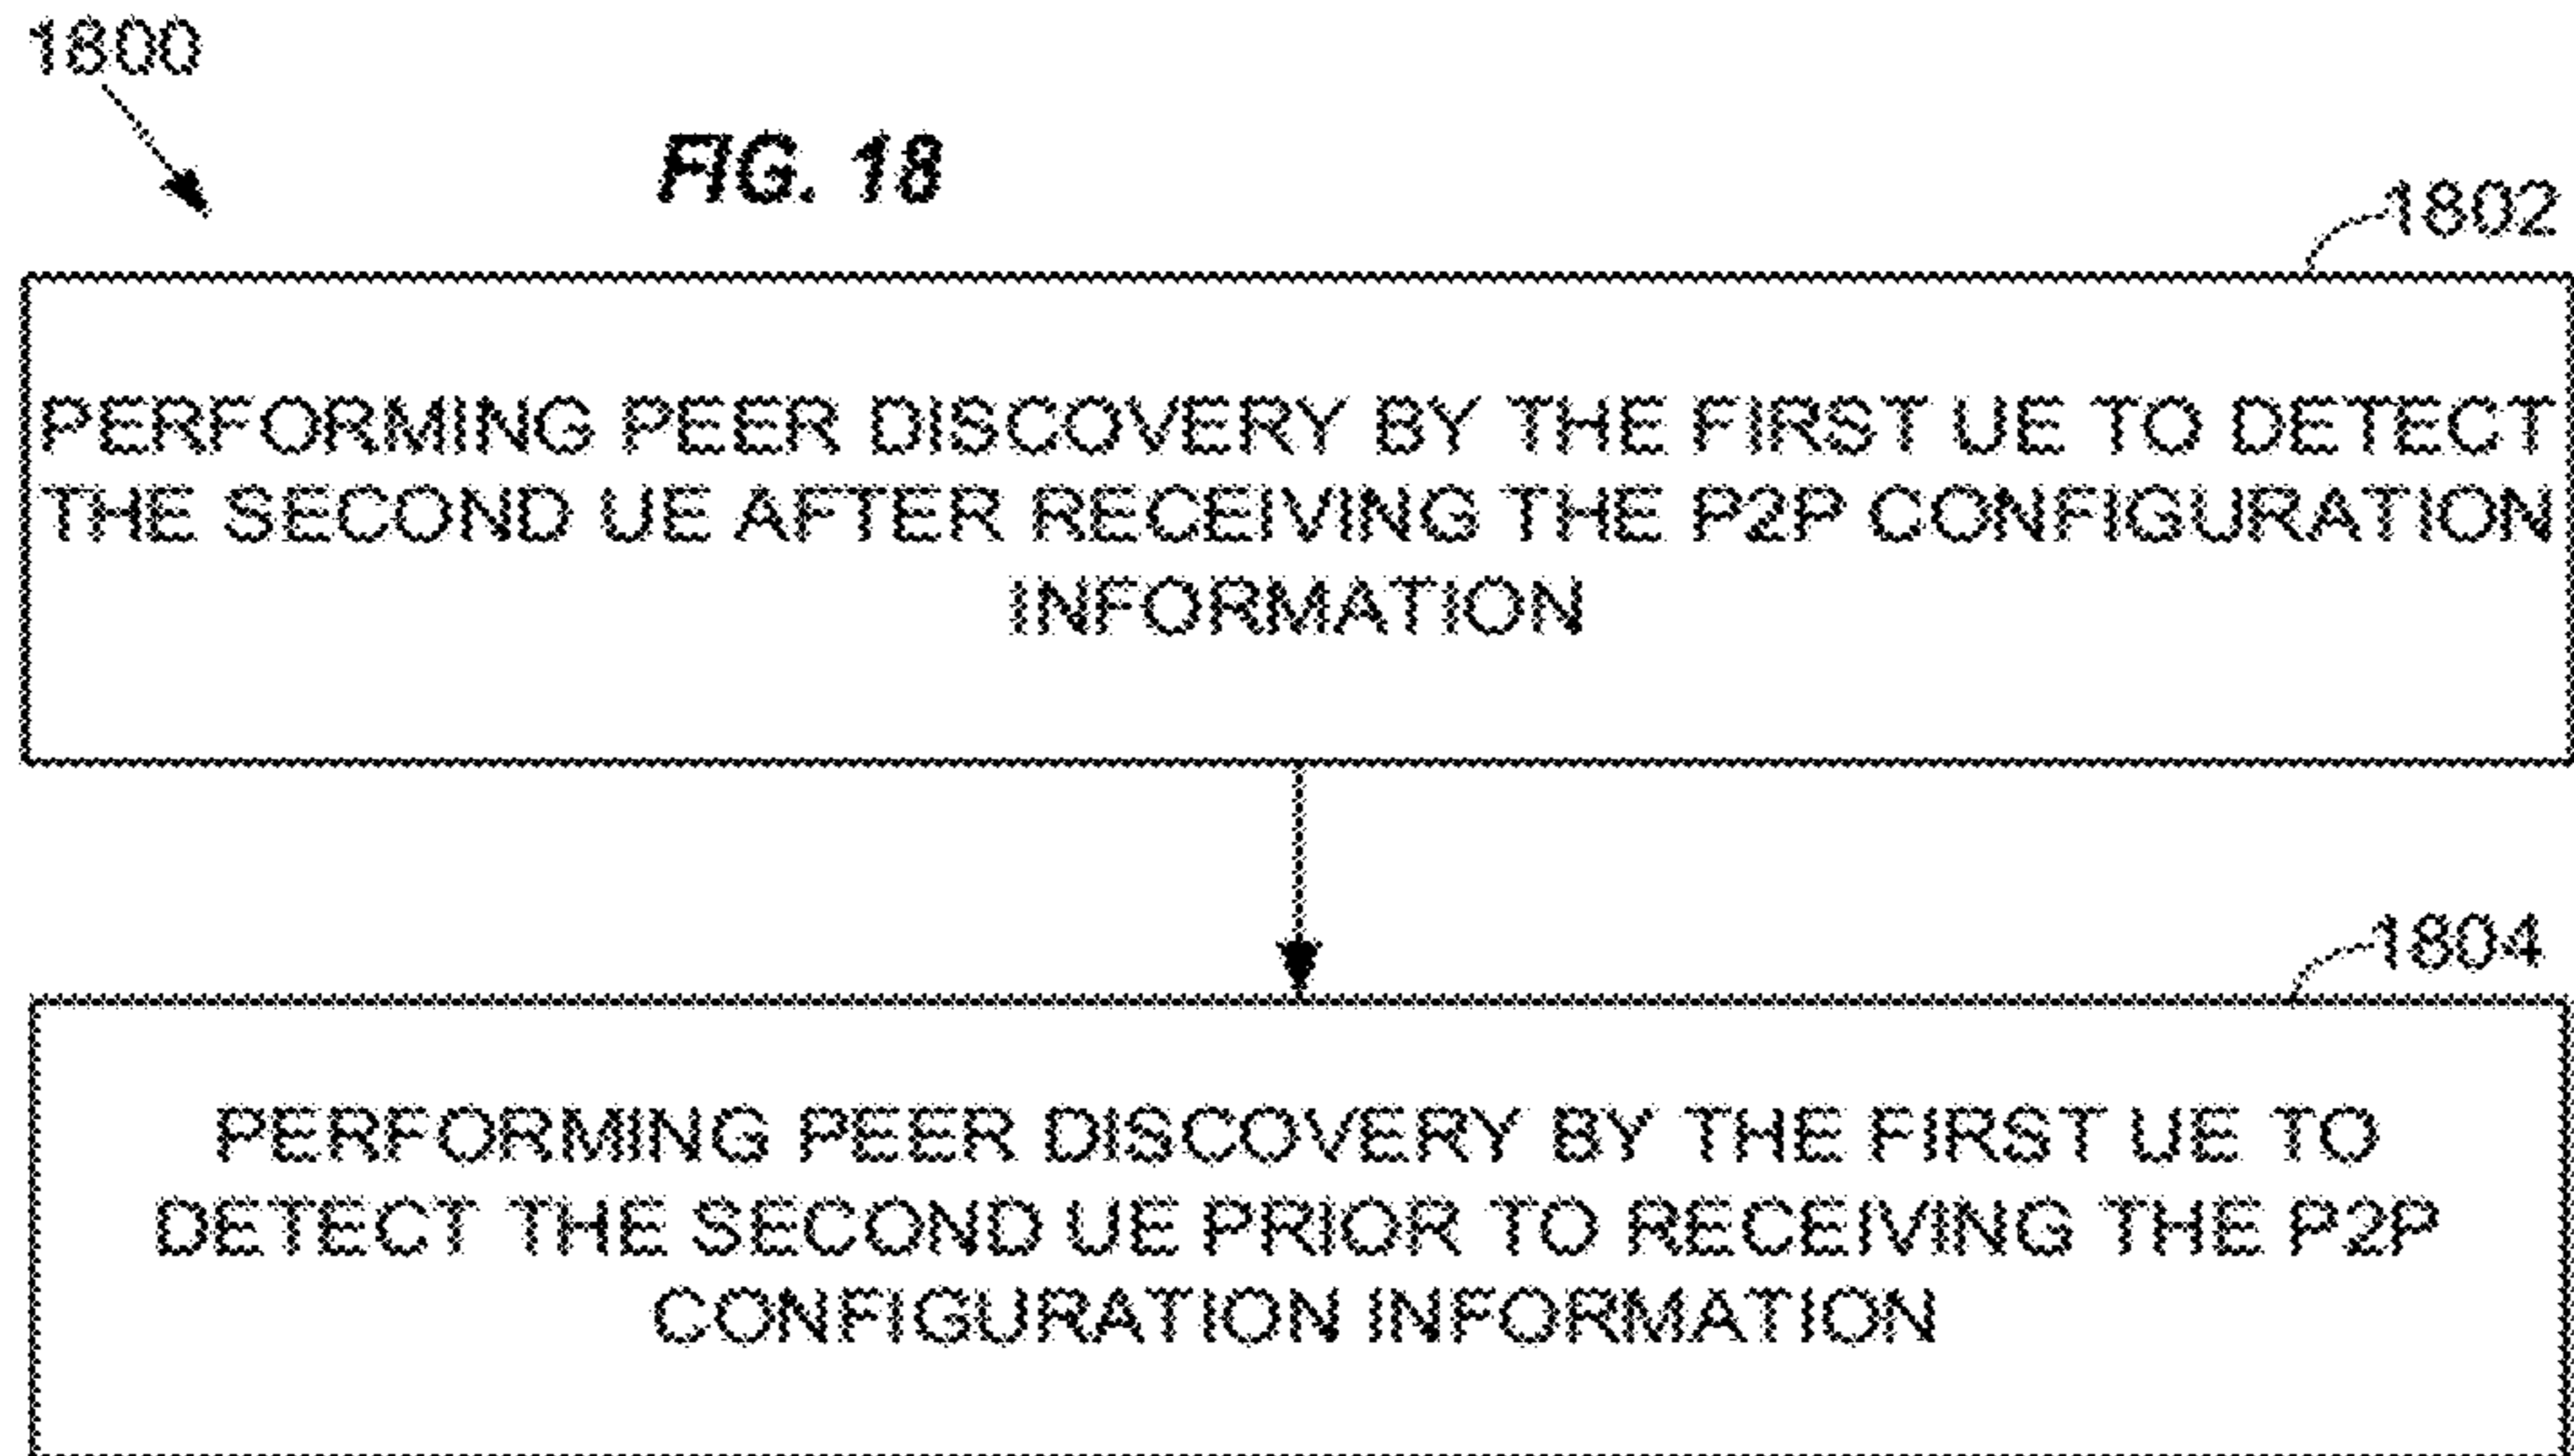 1800
FIG. 18
1802
PERFORMING PEER DISCOVERY BY THE FIRST UE TO DETECT
THE SECOND UE AFTER RECEIVING THE P2P CONFIGURATION
INFORMATION
1804
PERFORMING PEER DISCOVERY BY THE FIRST UE TO
DETECT THE SECOND UE PRIOR TO RECEIVING THE P2P
CONFIGURATION INFORMATION